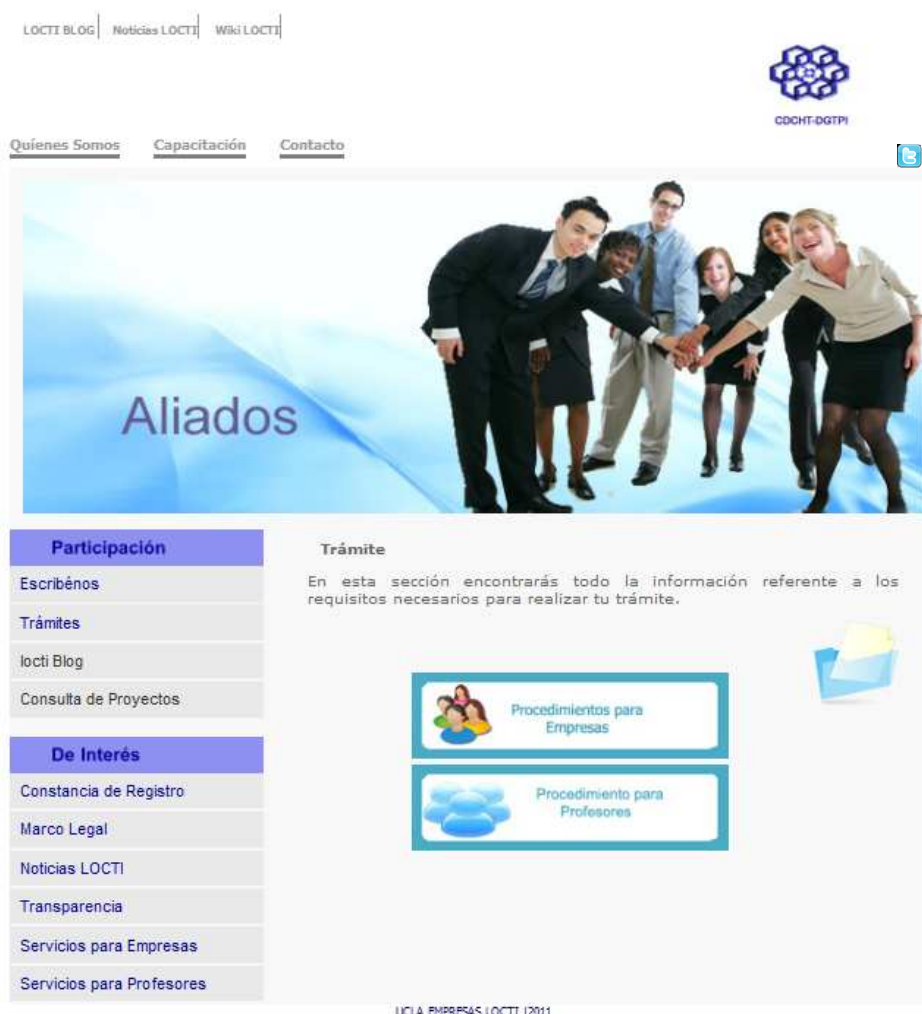 LOCTI BLOG Noticias LOCTI Wiki LOCTI
CDCHT-DGTPI
Quíenes Somos Capacitación Contacto
Aliados
Participación
Escribénos
Trámites
locti Blog
Consulta de Proyectos
De Interés
Constancia de Registro
Marco Legal
Noticias LOCTI
Transparencia
Servicios para Empresas
Servicios para Profesores
Trámite
En esta sección encontrarás todo la información referente a los
requisitos necesarios para realizar tu trámite.
Procedimientos para
Empresas
Procedimiento para
Profesores
UCLA EMPRESAS LOCTI |2011